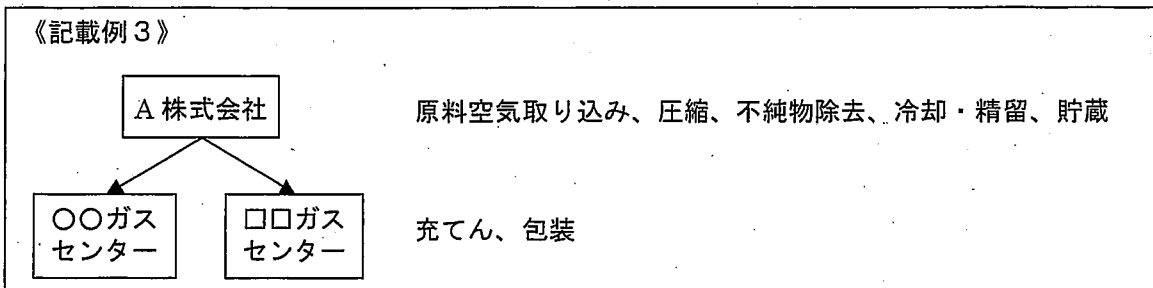 《記載例３》
A 株式会社
原料空気取り込み、圧縮、不純物除去、冷却・精留、貯蔵
〇〇ガス
センター
□□ガス
センター
充てん、包装